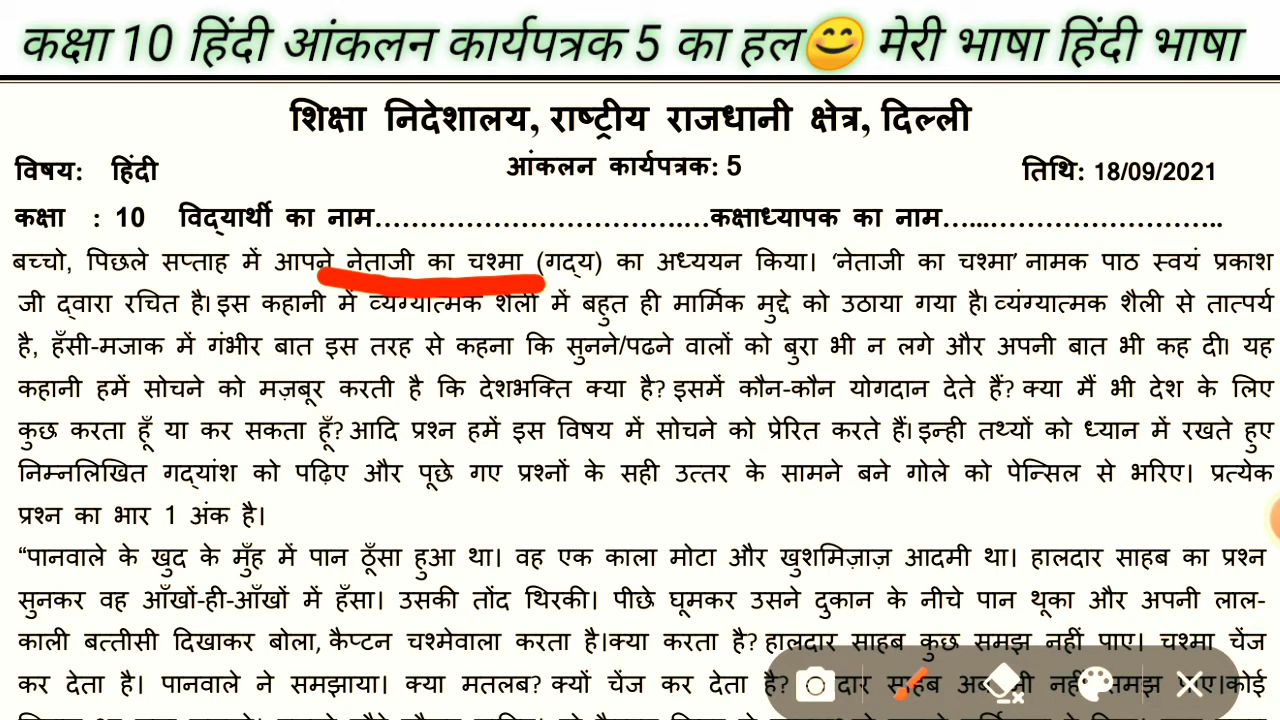 कक्षा 10 हिंदी आंकलन कार्यपत्रक 5 का हल😊 मेरी भाषा हिंदी भाषा
शिक्षा निदेशालय, राष्ट्रीय राजधानी क्षेत्र, दिल्ली
विषय: हिंदी आंकलन कार्यपत्रक: 5 तिथि: 18/09/2021
कक्षा : 10 विद्यार्थी का नाम……………………………….…कक्षाध्यापक का नाम…...……………………..
बच्चो, पिछले सप्ताह में आपने नेताजी का चश्मा (गद्य) का अध्ययन किया। ‘नेताजी का चश्मा’ नामक पाठ स्वयं प्रकाश
जी द्वारा रचित है। इस कहानी में व्यंग्यात्मक शैली में बहुत ही मार्मिक मुद्दे को उठाया गया है। व्यंग्यात्मक शैली से तात्पर्य
है, हँसी-मजाक में गंभीर बात इस तरह से कहना कि सुनने/पढने वालों को बुरा भी न लगे और अपनी बात भी कह दी। यह
कहानी हमें सोचने को मज़बूर करती है कि देशभक्ति क्या है? इसमें कौन-कौन योगदान देते हैं? क्या मैं भी देश के लिए
कुछ करता हूँ या कर सकता हूँ? आदि प्रश्न हमें इस विषय में सोचने को प्रेरित करते हैं। इन्ही तथ्यों को ध्यान में रखते हुए
निम्नलिखित गद्यांश को पढ़िए और पूछे गए प्रश्नों के सही उत्तर के सामने बने गोले को पेन्सिल से भरिए। प्रत्येक
प्रश्न का भार 1 अंक है।
“पानवाले के खुद के मुँह में पान ठूँसा हुआ था। वह एक काला मोटा और खुशमिज़ाज़ आदमी था। हालदार साहब का प्रश्न
सुनकर वह आँखों-ही-आँखों में हँसा। उसकी तोंद थिरकी। पीछे घूमकर उसने दुकान के नीचे पान थूका और अपनी लाल-
काली बत्तीसी दिखाकर बोला, कैप्टन चश्मेवाला करता है।क्या करता है? हालदार साहब कुछ समझ नहीं पाए। चश्मा चेंज
कर देता है। पानवाले ने समझाया। क्या मतलब? क्यों चेंज कर देता है? साहब समझ पाए।कोई